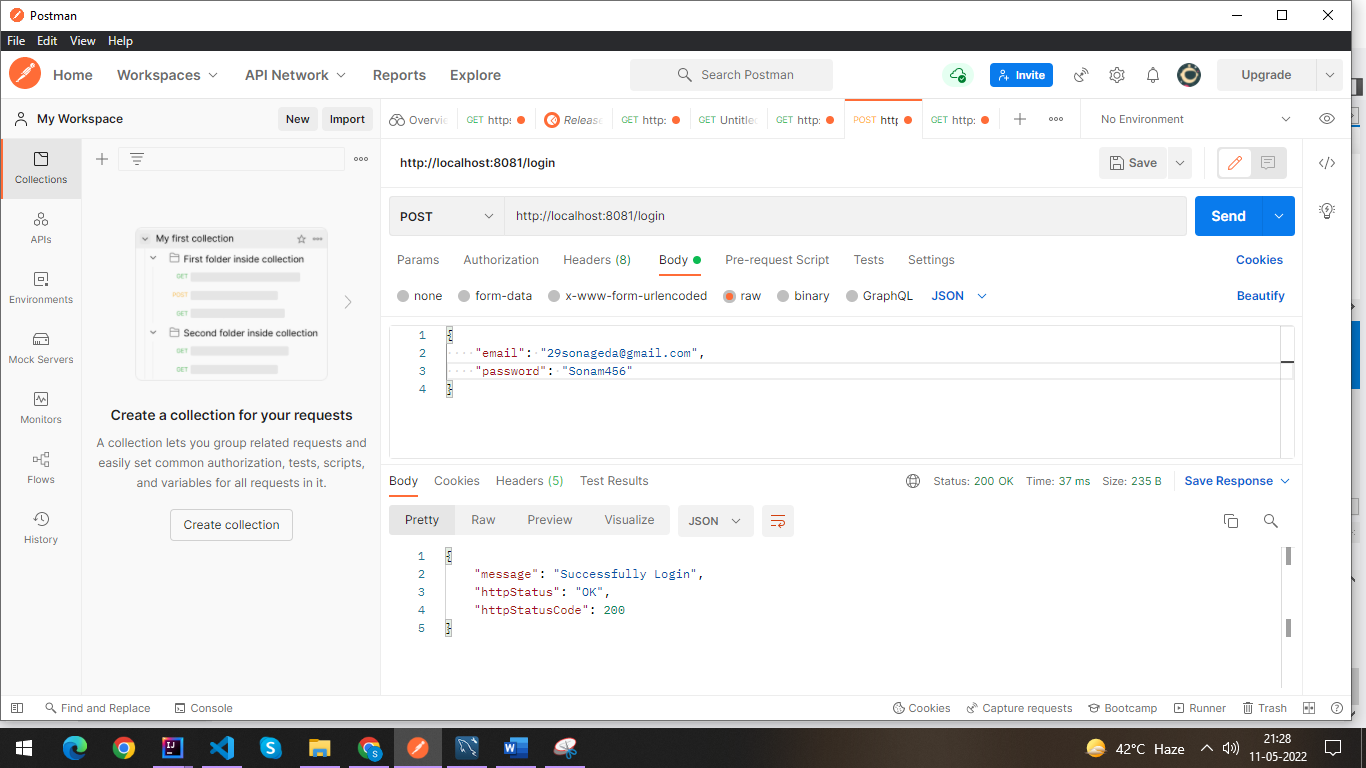 Postman
File Edit View Help
Home Workspaces API Network Reports Explore Search Postman Invite Upgrade
My Workspace New Import Overvie GET http: Release GET http: GET Untitle GET http: POST http GET http: No Environment
Collections
APIs
Environments
Mock Servers
Monitors
Flows
History
My first collection
First folder inside collection
GET
POST
GET
Second folder inside collection
GET
GET
Create a collection for your requests
A collection lets you group related requests and
easily set common authorization, tests, scripts,
and variables for all requests in it.
Create collection
http://localhost:8081/login Save
POST http://localhost:8081/login Send
Params Authorization Headers (8) Body Pre-request Script Tests Settings Cookies
none form-data x-www-form-urlencoded raw binary GraphQL JSON Beautify
1 {
2 "email": "29sonageda@gmail.com",
3 "password": "Sonam456"
4 }
Body Cookies Headers (5) Test Results Status: 200 OK Time: 37 ms Size: 235 B Save Response
Pretty Raw Preview Visualize JSON
1 {
2 "message": "Successfully Login",
3 "httpStatus": "OK",
4 "httpStatusCode": 200
5 }
Find and Replace Console Cookies Capture requests Bootcamp Runner Trash
42°C Haze 21:28
11-05-2022